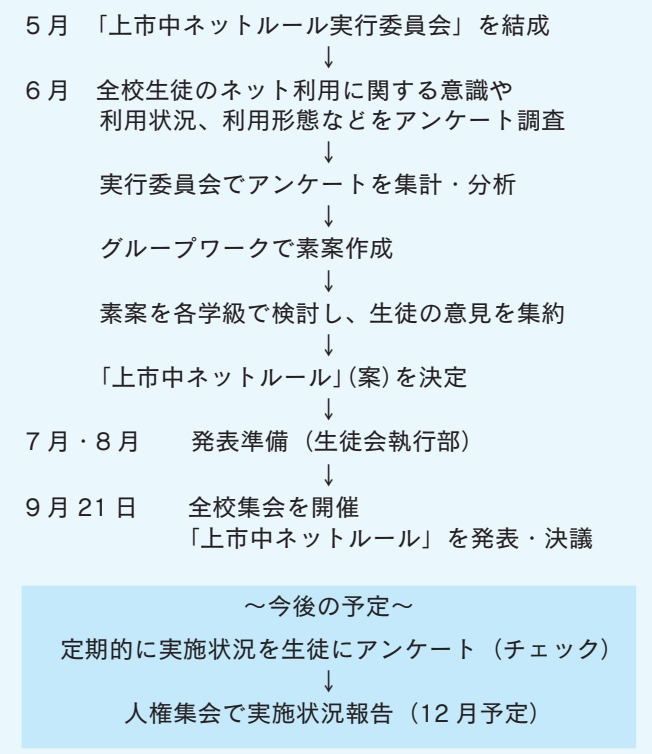 5月 「上市中ネットルール実行委員会」を結成
↓
6月 全校生徒のネット利用に関する意識や
利用状況、利用形態などをアンケート調査
↓
実行委員会でアンケートを集計・分析
↓
グループワークで素案作成
↓
素案を各学級で検討し、生徒の意見を集約
↓
「上市中ネットルール」(案)を決定
↓
7月・8月 発表準備(生徒会執行部)
↓
9月21日 全校集会を開催
「上市中ネットルール」を発表・決議
～今後の予定～
定期的に実施状況を生徒にアンケート(チェック)
↓
人権集会で実施状況報告(12月予定)